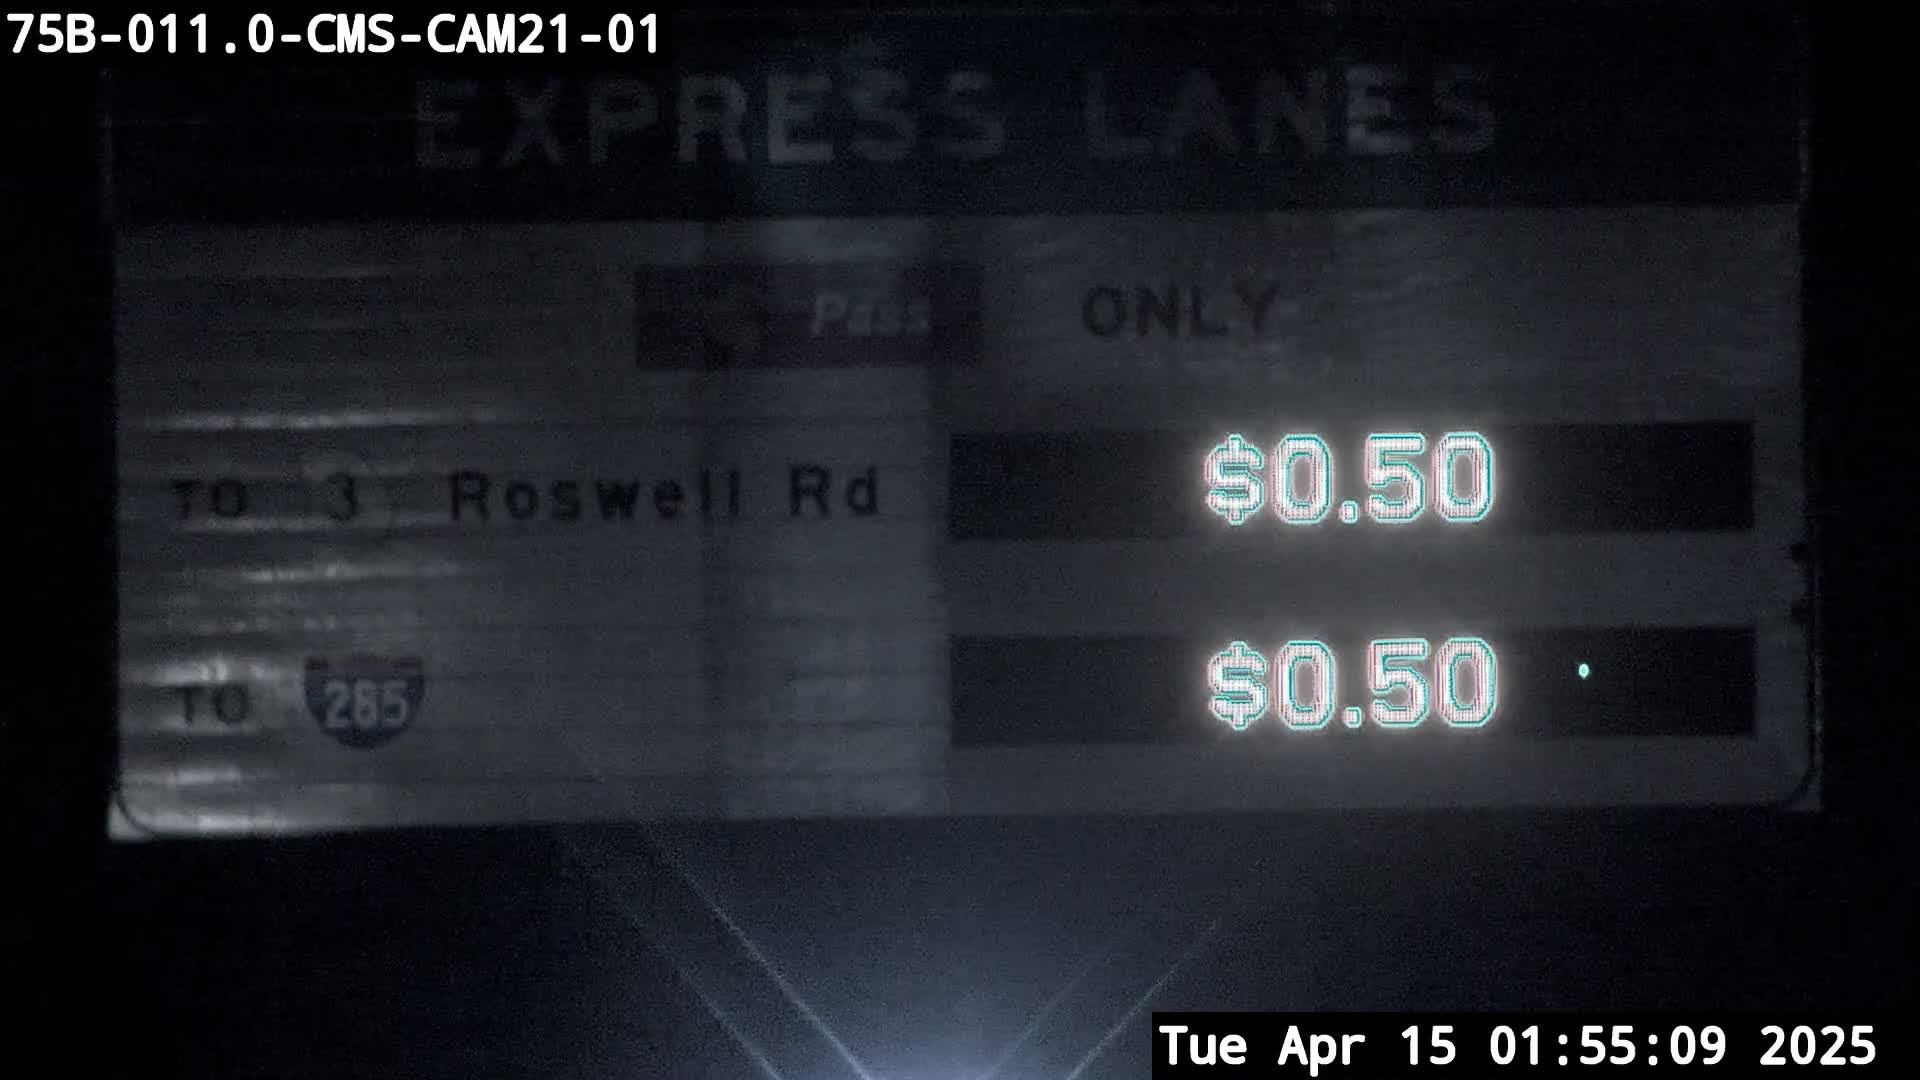 75B-011.0-CMS-CAM21-01
EXPRESS LANES
Pass ONLY
TO 3 Roswell Rd $0.50
TO 285 $0.50
Tue Apr 15 01:55:09 2025